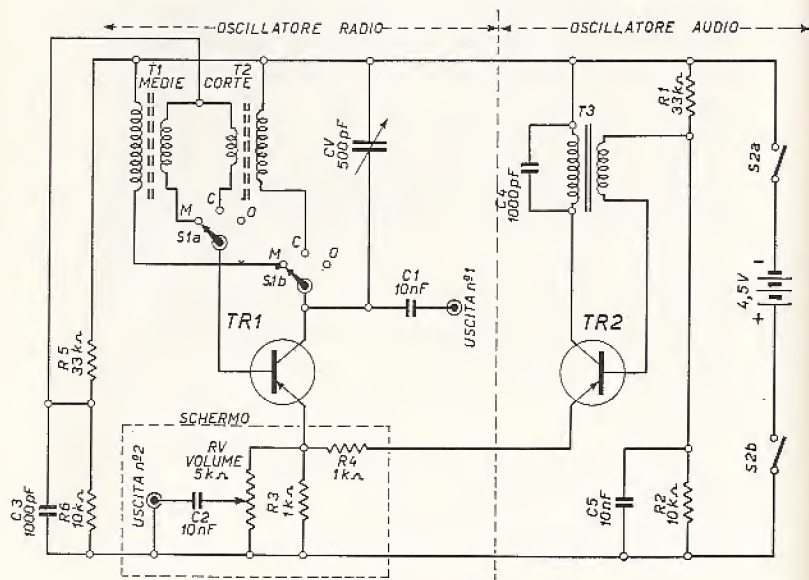 OSCILLATORE RADIO
OSCILLATORE AUDIO
T1
MEDIE
T2
CORTE
CV
500pF
C4
1000pF
T3
R1
33kΩ
S2a
M
C
O
S1a
M
C
O
S1b
C1
10nF
USCITA nº1
TR1
TR2
4,5V
-
+
R5
33kΩ
SCHERMO
RV
VOLUME
5kΩ
R4
1kΩ
S2b
C3
1000pF
R6
10kΩ
USCITA nº2
C2
10nF
R3
1kΩ
C5
10nF
R2
10kΩ